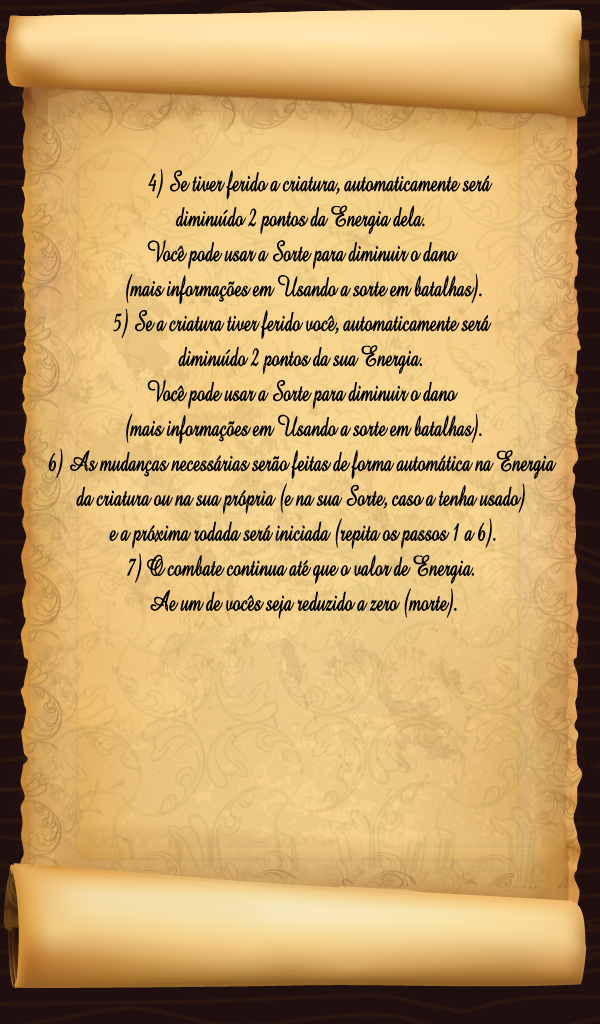 4) Se tiver ferido a criatura, automaticamente será
diminuído 2 pontos da Energia dela.
Você pode usar a Sorte para diminuir o dano
(mais informações em Usando a sorte em batalhas).
5) Se a criatura tiver ferido você, automaticamente será
diminuído 2 pontos da sua Energia.
Você pode usar a Sorte para diminuir o dano
(mais informações em Usando a sorte em batalhas).
6) As mudanças necessárias serão feitas de forma automática na Energia
da criatura ou na sua própria (e na sua Sorte, caso a tenha usado)
e a próxima rodada será iniciada (repita os passos 1 a 6).
7) O combate continua até que o valor de Energia.
Ae um de vocês seja reduzido a zero (morte).